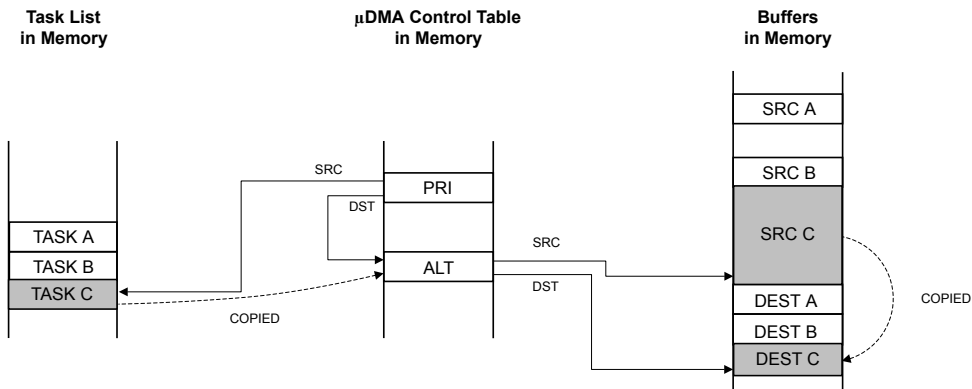 Task List
in Memory
µDMA Control Table
in Memory
Buffers
in Memory
SRC A
SRC B
SRC
PRI
DST
SRC C
TASK A
TASK B
TASK C
ALT
SRC
DST
COPIED
DEST A
DEST B
DEST C
COPIED